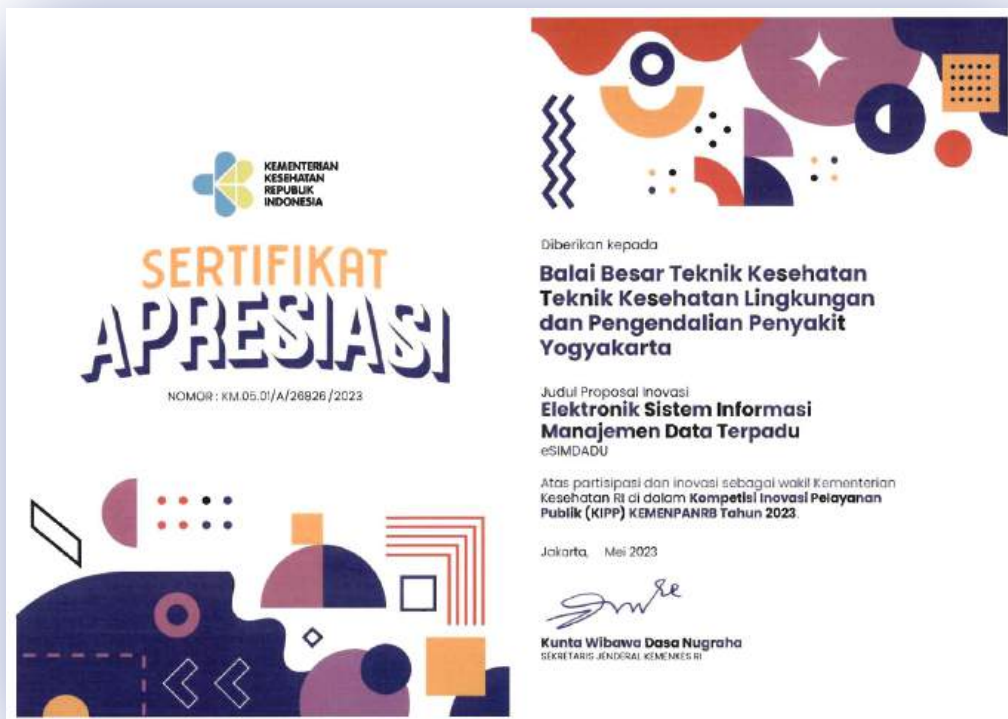 KEMENTERIAN
KESEHATAN
REPUBLIK
INDONESIA
SERTIFIKAT
APRESIASI
NOMOR : KM.05.01/A/26826/2023
Diberikan kepada
Balai Besar Teknik Kesehatan
Teknik Kesehatan Lingkungan
dan Pengendalian Penyakit
Yogyakarta
Judul Proposal Inovasi
Elektronik Sistem Informasi
Manajemen Data Terpadu
eSIMDADU
Atas partisipasi dan inovasi sebagai wakil Kementerian
Kesehatan RI di dalam Kompetisi Inovasi Pelayanan
Publik (KIPP) KEMENPANRB Tahun 2023.
Jakarta, Mei 2023
Kunta Wibawa Dasa Nugraha
SEKRETARIS JENDERAL KEMENKES RI